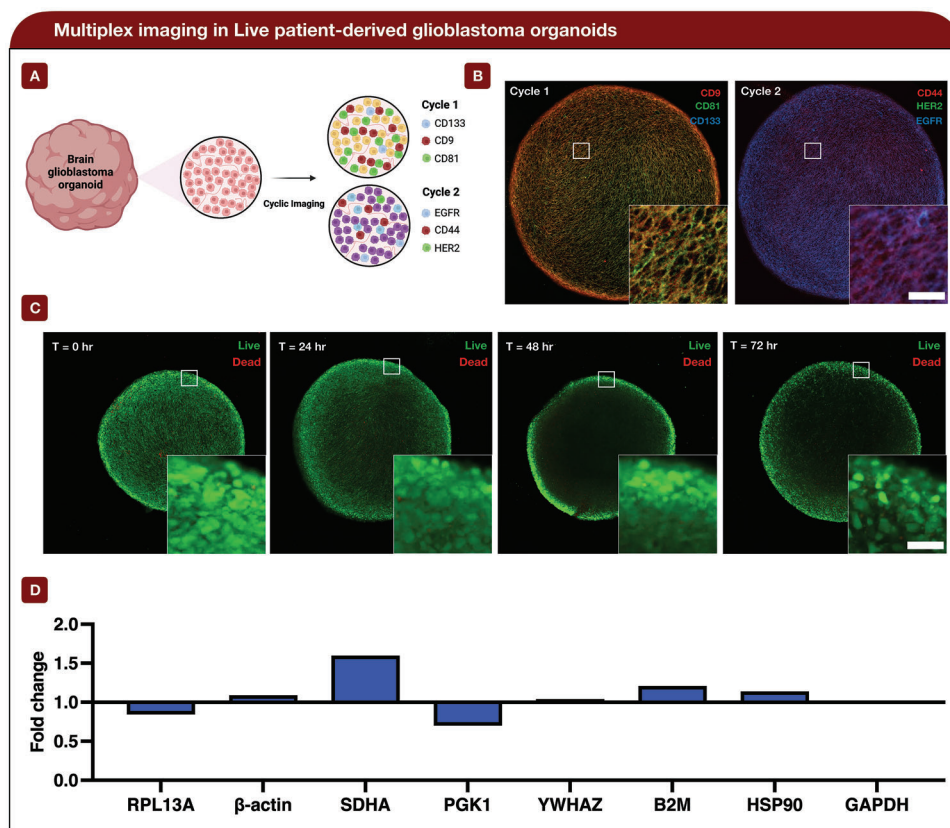 Multiplex imaging in Live patient-derived glioblastoma organoids
A
Brain
glioblastoma
organoid
Cyclic Imaging
Cycle 1
CD133
CD9
CD81
Cycle 2
EGFR
CD44
HER2
B
Cycle 1
CD9
CD81
CD133
Cycle 2
CD44
HER2
EGFR
C
T = 0 hr
Live
Dead
T = 24 hr
Live
Dead
T = 48 hr
Live
Dead
T = 72 hr
Live
Dead
D
Fold change
2.0
1.5
1.0
0.5
0.0
RPL13A β-actin SDHA PGK1 YWHAZ B2M HSP90 GAPDH